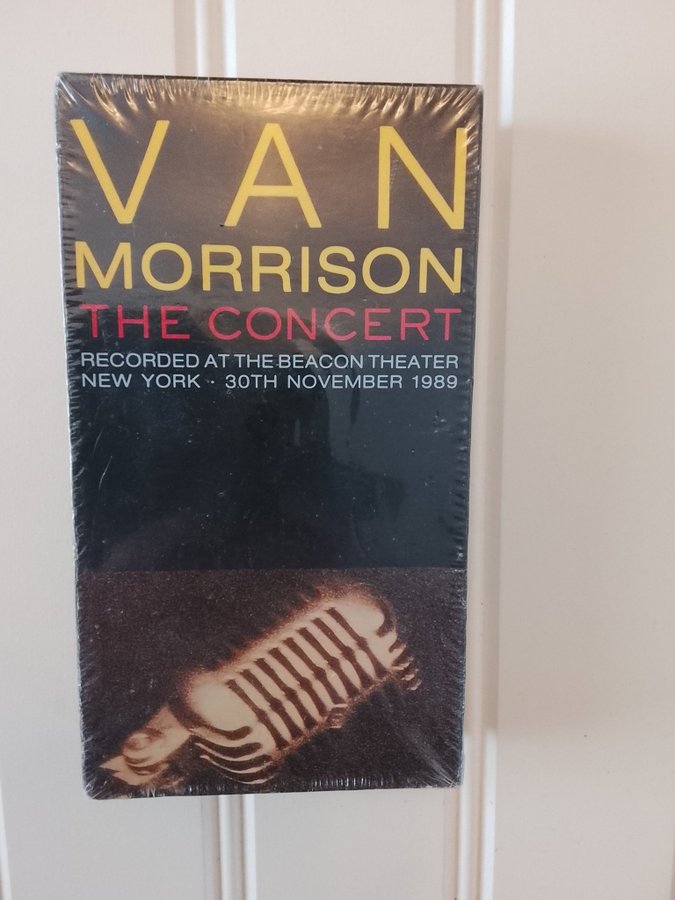 VAN
MORRISON
THE CONCERT
RECORDED AT THE BEACON THEATER
NEW YORK · 30TH NOVEMBER 1989